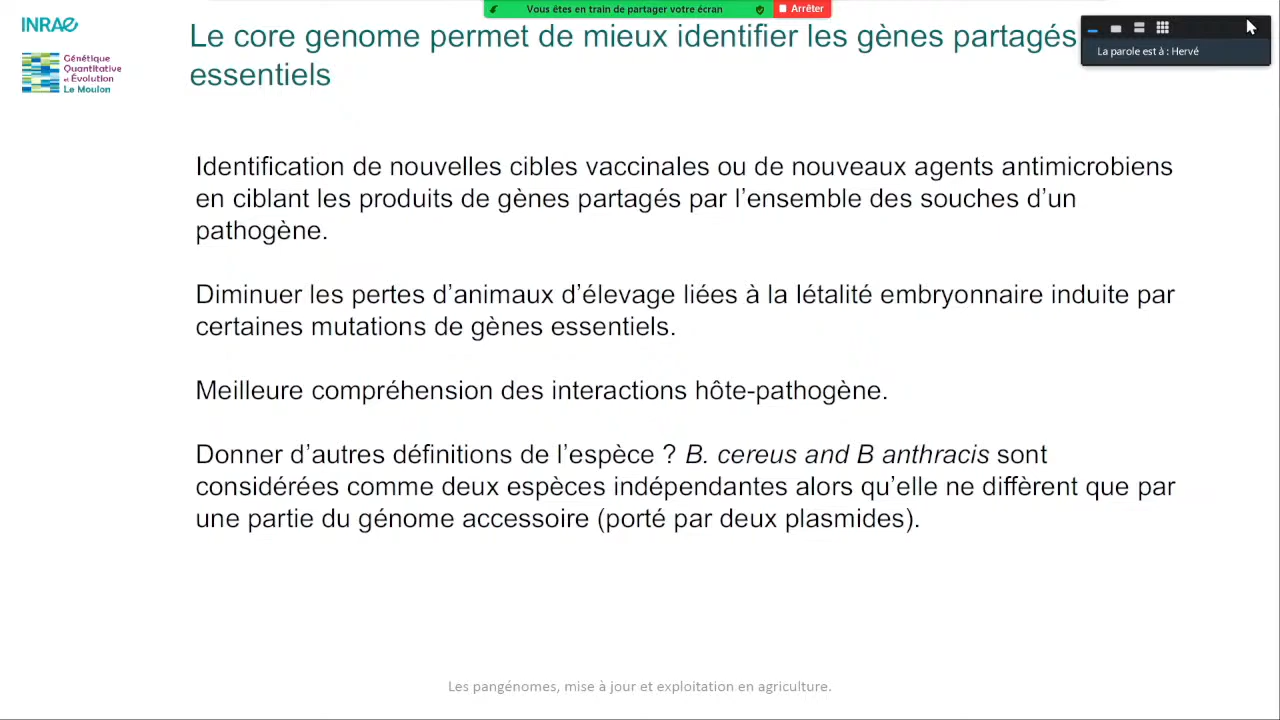 INRAE
Vous êtes en train de partager votre écran
Arrêter
Le core genome permet de mieux identifier les gènes partagés
essentiels
La parole est à : Hervé
Génétique
Quantitative
et Évolution
Le Moulon
Identification de nouvelles cibles vaccinales ou de nouveaux agents antimicrobiens
en ciblant les produits de gènes partagés par l’ensemble des souches d’un
pathogène.
Diminuer les pertes d’animaux d’élevage liées à la létalité embryonnaire induite par
certaines mutations de gènes essentiels.
Meilleure compréhension des interactions hôte-pathogène.
Donner d’autres définitions de l’espèce ? B. cereus and B anthracis sont
considérées comme deux espèces indépendantes alors qu’elle ne diffèrent que par
une partie du génome accessoire (porté par deux plasmides).
Les pangénomes, mise à jour et exploitation en agriculture.